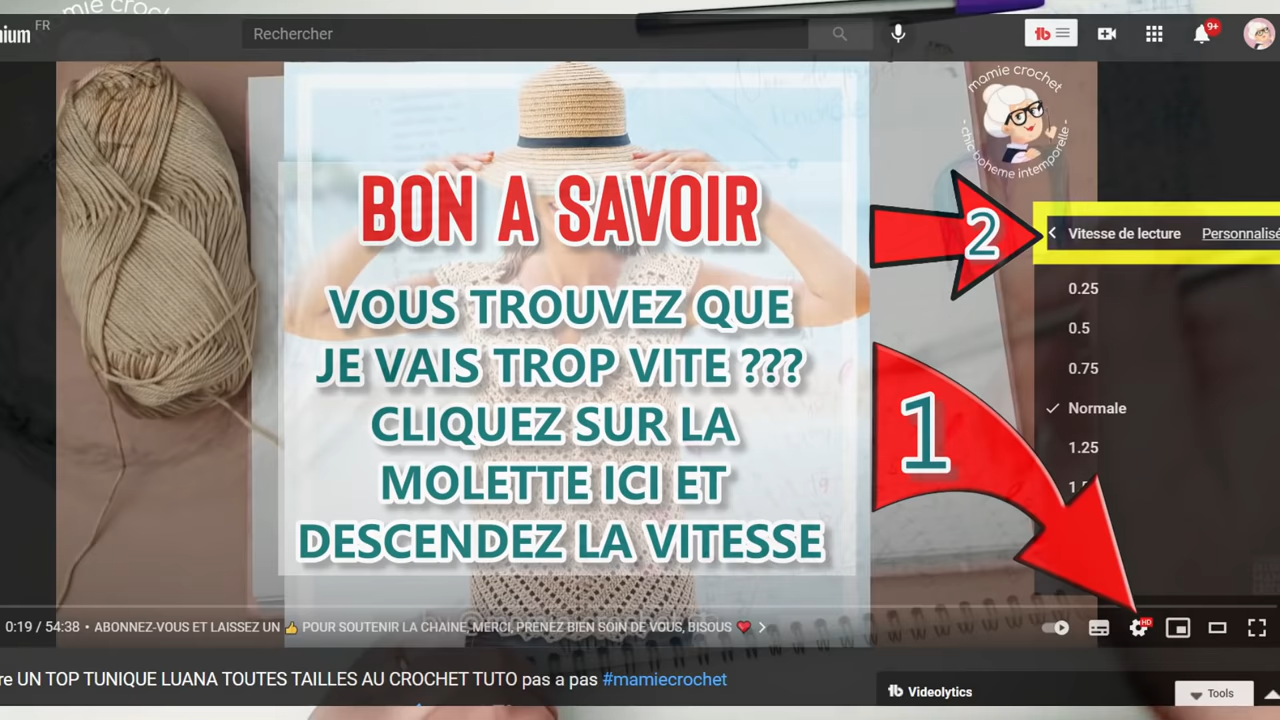 mie croc
nium FR
Rechercher
9+
mamie crochet
- chic boheme intemporelle -
BON A SAVOIR
VOUS TROUVEZ QUE
JE VAIS TROP VITE ???
CLIQUEZ SUR LA
MOLETTE ICI ET
DESCENDEZ LA VITESSE
2
Vitesse de lecture Personnalisé
0.25
0.5
0.75
Normale
1.25
1
0:19 / 54:38 • ABONNEZ-VOUS ET LAISSEZ UN 👍 POUR SOUTENIR LA CHAINE, MERCI, PRENEZ BIEN SOIN DE VOUS, BISOUS ❤️
HD
re UN TOP TUNIQUE LUANA TOUTES TAILLES AU CROCHET TUTO pas a pas #mamiecrochet
Videolytics
Tools